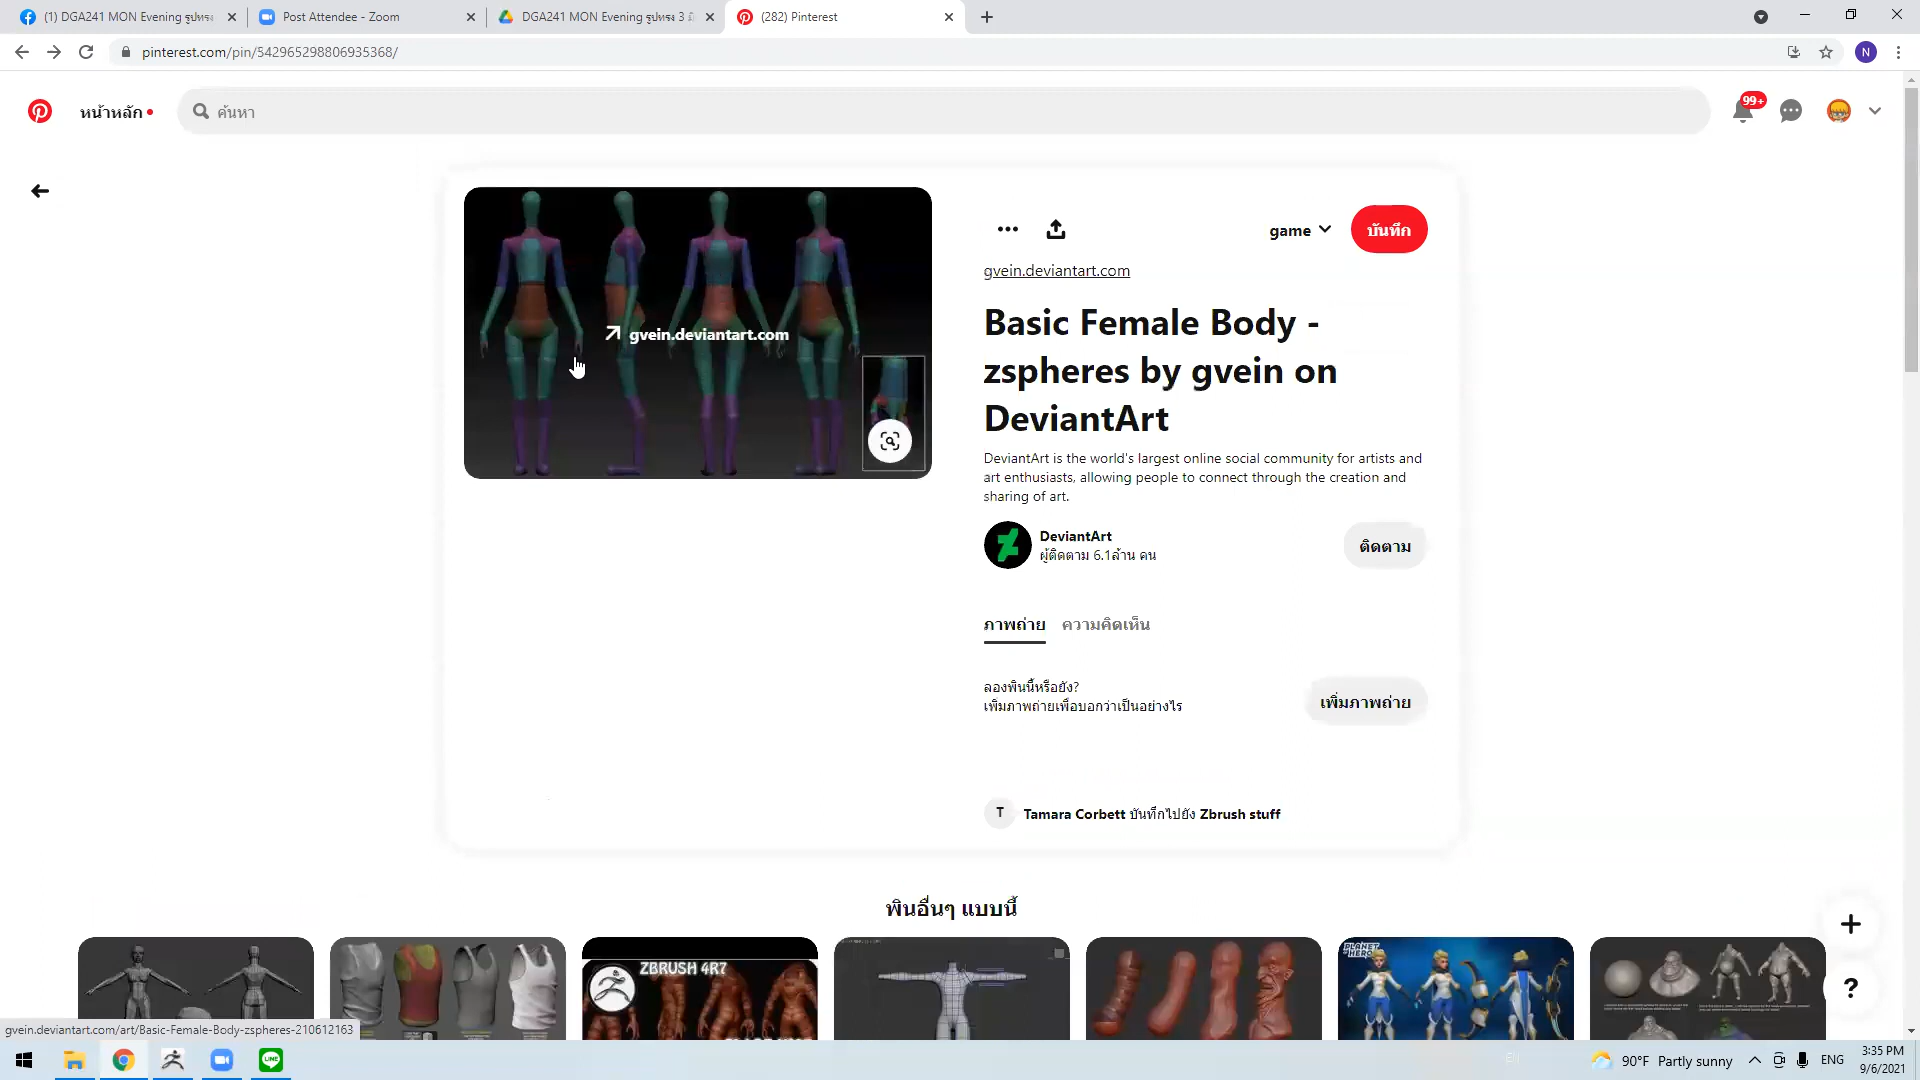 (1) DGA241 MON Evening รูปทรง
Post Attendee - Zoom
DGA241 MON Evening รูปทรง 3 มิ
(282) Pinterest
pinterest.com/pin/542965298806935368/
N
หน้าหลัก
ค้นหา
99+
game
บันทึก
gvein.deviantart.com
gvein.deviantart.com
Basic Female Body -
zspheres by gvein on
DeviantArt
DeviantArt is the world's largest online social community for artists and
art enthusiasts, allowing people to connect through the creation and
sharing of art.
DeviantArt
ผู้ติดตาม 6.1ล้าน คน
ติดตาม
ภาพถ่าย ความคิดเห็น
ลองพินนี้หรือยัง?
เพิ่มภาพถ่ายเพื่อบอกว่าเป็นอย่างไร
เพิ่มภาพถ่าย
T
Tamara Corbett บันทึกไปยัง Zbrush stuff
พินอื่นๆ แบบนี้
ZBRUSH 4R7
PLANET
HERO
?
gvein.deviantart.com/art/Basic-Female-Body-zspheres-210612163
LINE
90°F Partly sunny
ENG
3:35 PM
9/6/2021